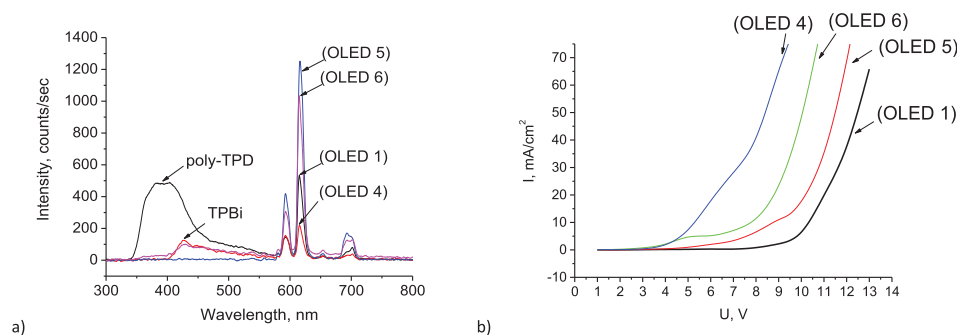 1400
1200
1000
800
600
400
200
0
-100
300 400 500 600 700 800
Intensity, counts/sec
Wavelength, nm
(OLED 5)
(OLED 6)
poly-TPD
(OLED 1)
TPBi
(OLED 4)
a)
70
60
50
40
30
20
10
0
-10
0 1 2 3 4 5 6 7 8 9 10 11 12 13 14
I, mA/cm²
U, V
(OLED 4)
(OLED 6)
(OLED 5)
(OLED 1)
b)